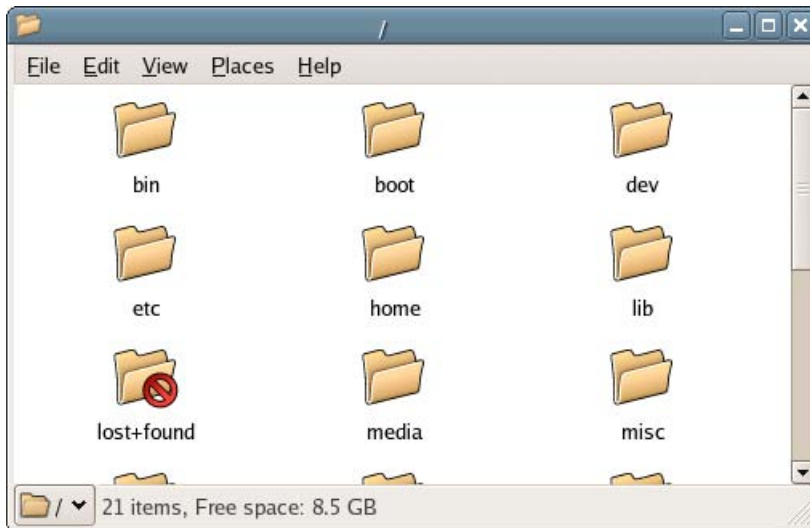 /
File Edit View Places Help
bin boot dev
etc home lib
lost+found media misc
/ 21 items, Free space: 8.5 GB